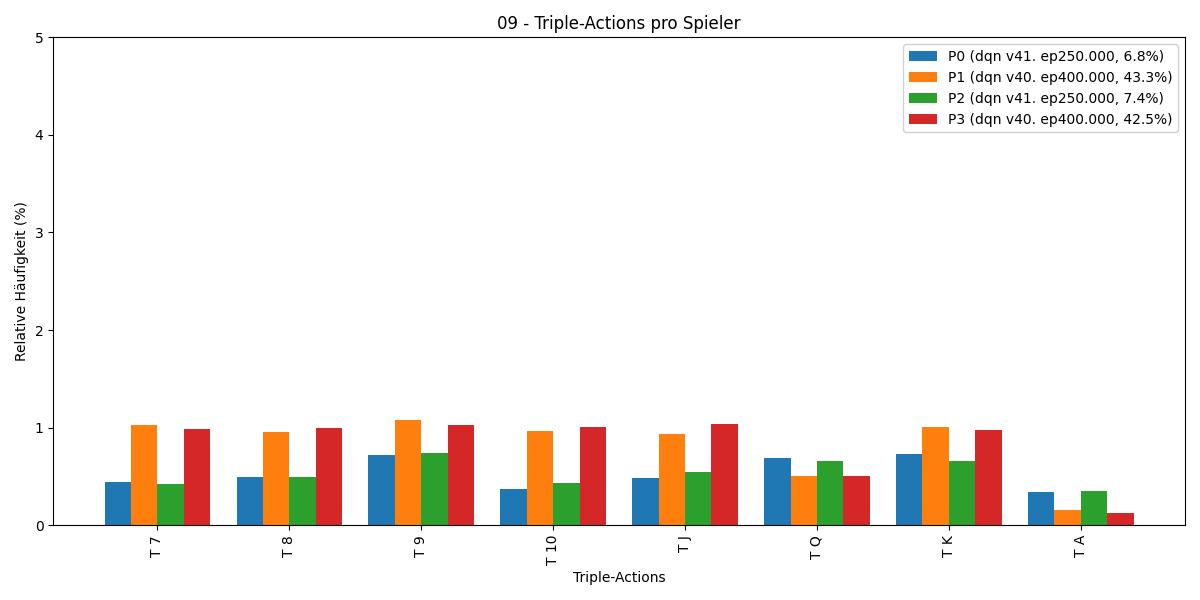 09 - Triple-Actions pro Spieler
P0 (dqn v41. ep250.000, 6.8%)
P1 (dqn v40. ep400.000, 43.3%)
P2 (dqn v41. ep250.000, 7.4%)
P3 (dqn v40. ep400.000, 42.5%)
Relative Häufigkeit (%)
5
4
3
2
1
0
T 7
T 8
T 9
T 10
T J
T Q
T K
T A
Triple-Actions